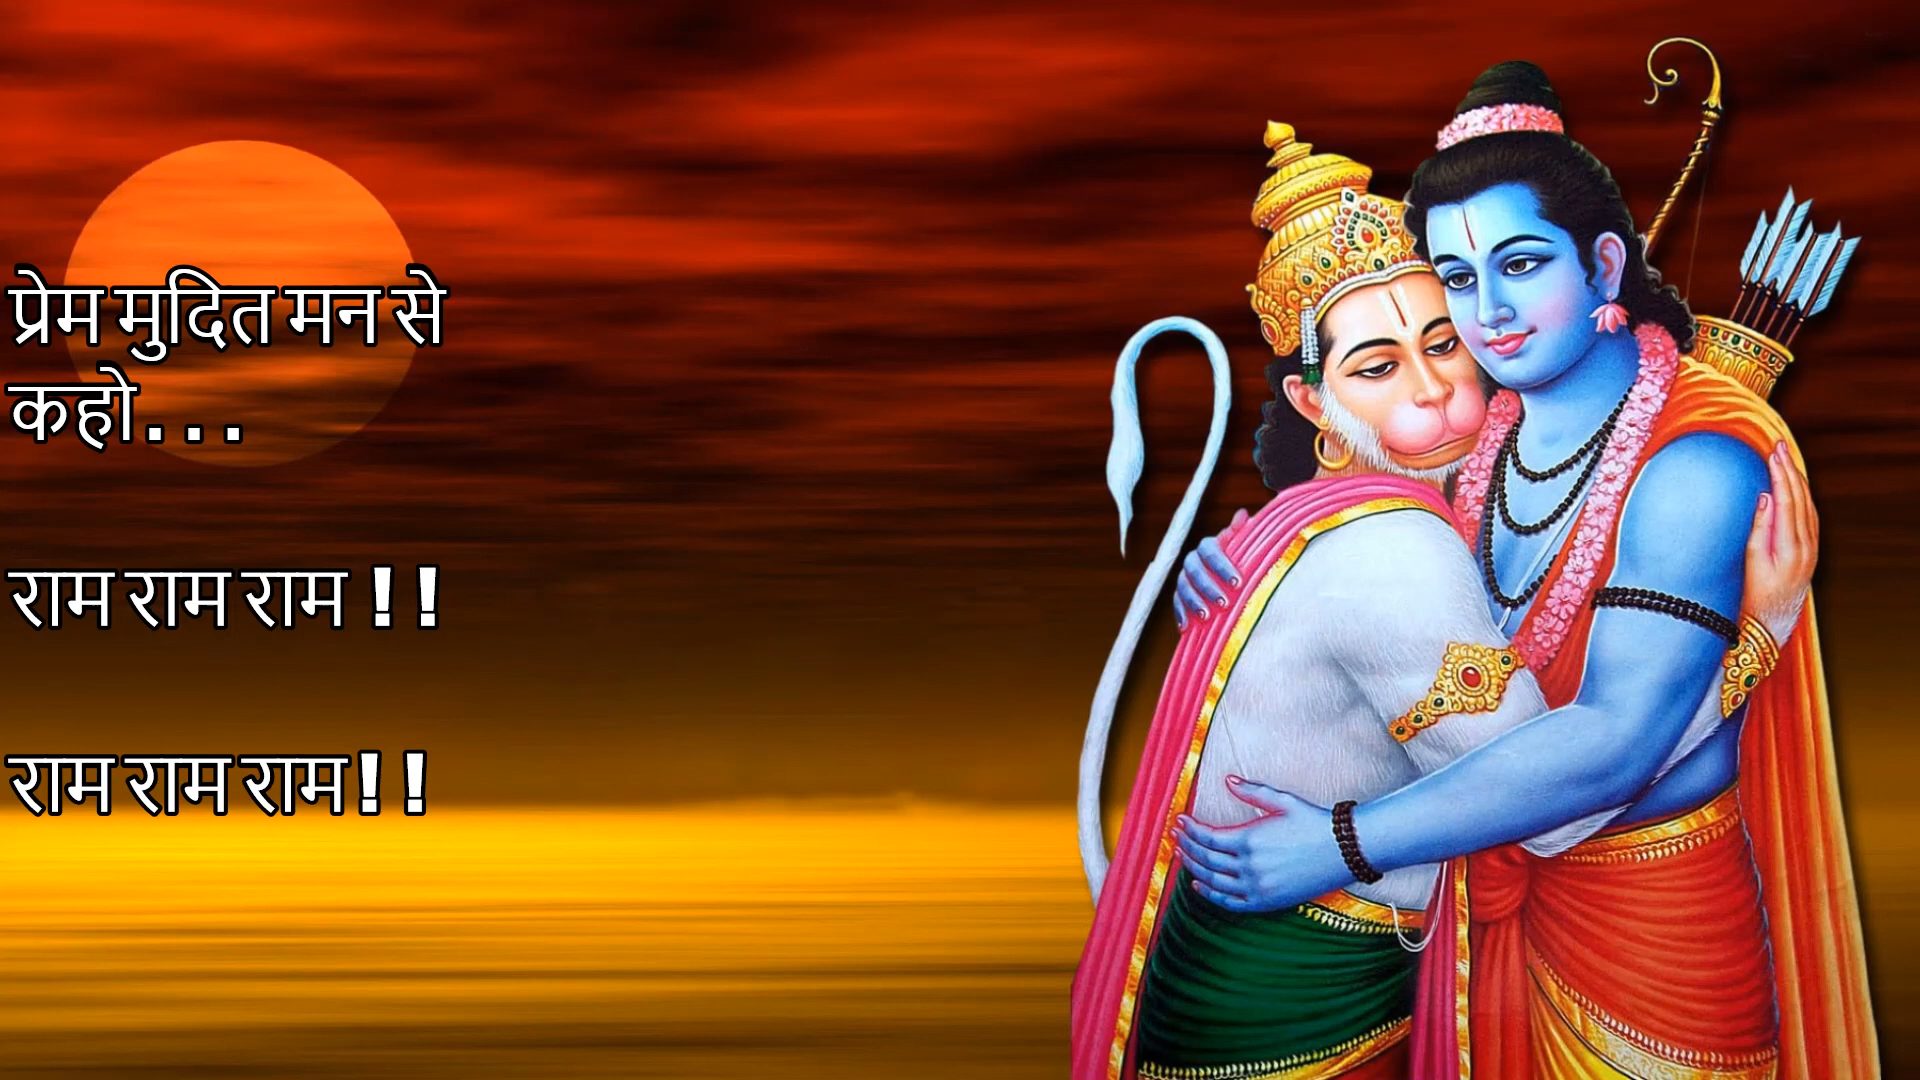 प्रेम मुदित मन से
कहो...
राम राम राम !!
राम राम राम!!